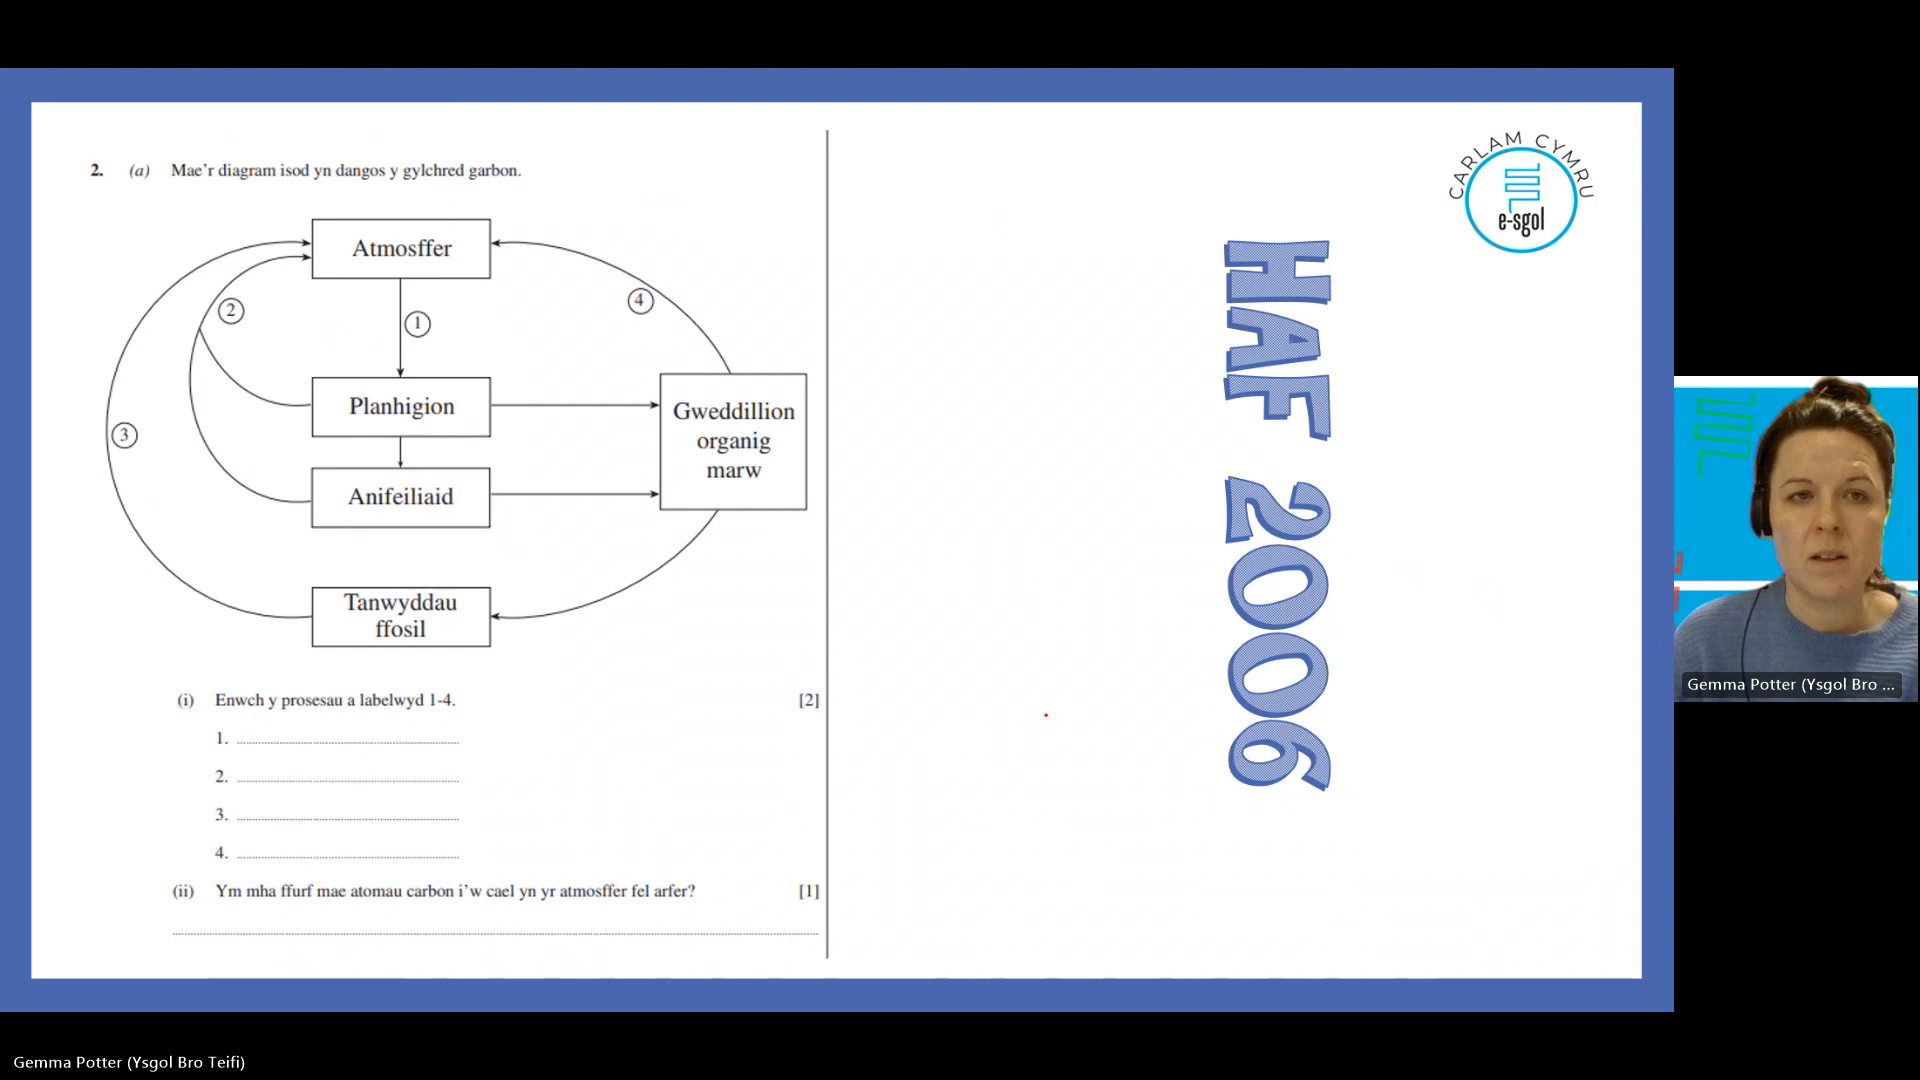 2. (a) Mae'r diagram isod yn dangos y gylchred garbon.
Atmosffer
2
1
4
Planhigion
3
Anifeiliaid
Gweddillion
organig
marw
Tanwyddau
ffosil
(i) Enwch y prosesau a labelwyd 1-4. [2]
1.
2.
3.
4.
(ii) Ym mha ffurf mae atomau carbon i'w cael yn yr atmosffer fel arfer? [1]
HAF 2006
CARLAM CYMRU
e-sgol
Gemma Potter (Ysgol Bro ...
Gemma Potter (Ysgol Bro Teifi)